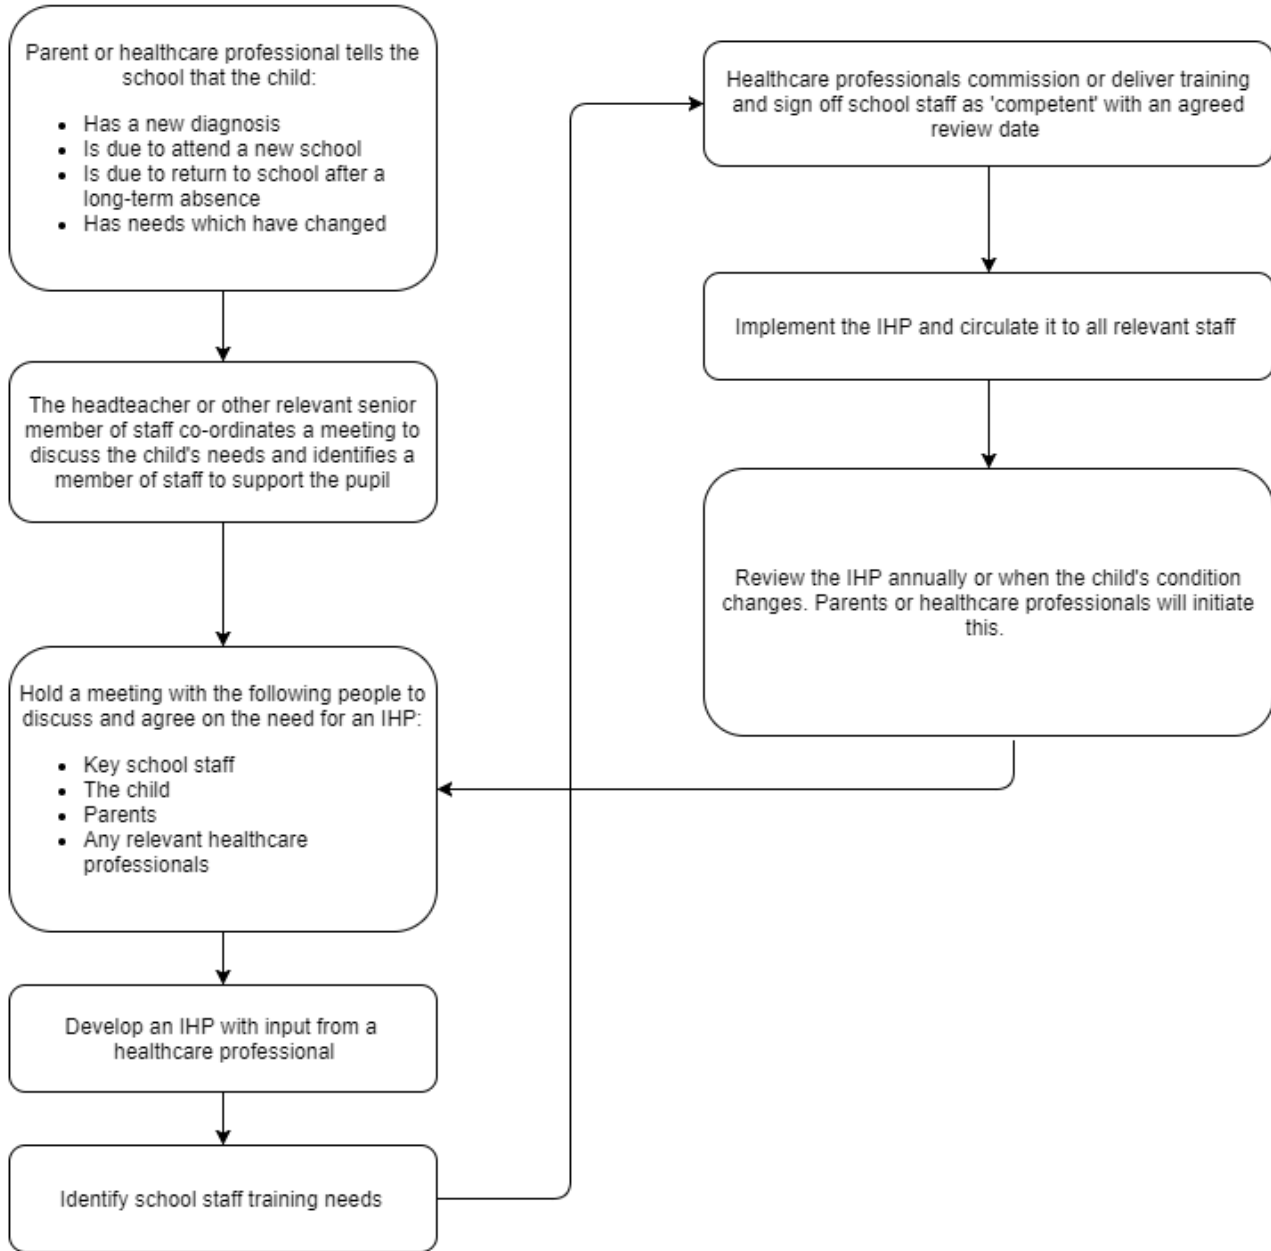 Parent or healthcare professional tells the
school that the child:
• Has a new diagnosis
• Is due to attend a new school
• Is due to return to school after a
long-term absence
• Has needs which have changed
The headteacher or other relevant senior
member of staff co-ordinates a meeting to
discuss the child's needs and identifies a
member of staff to support the pupil
Hold a meeting with the following people to
discuss and agree on the need for an IHP:
• Key school staff
• The child
• Parents
• Any relevant healthcare
professionals
Develop an IHP with input from a
healthcare professional
Identify school staff training needs
Healthcare professionals commission or deliver training
and sign off school staff as 'competent' with an agreed
review date
Implement the IHP and circulate it to all relevant staff
Review the IHP annually or when the child's condition
changes. Parents or healthcare professionals will initiate
this.